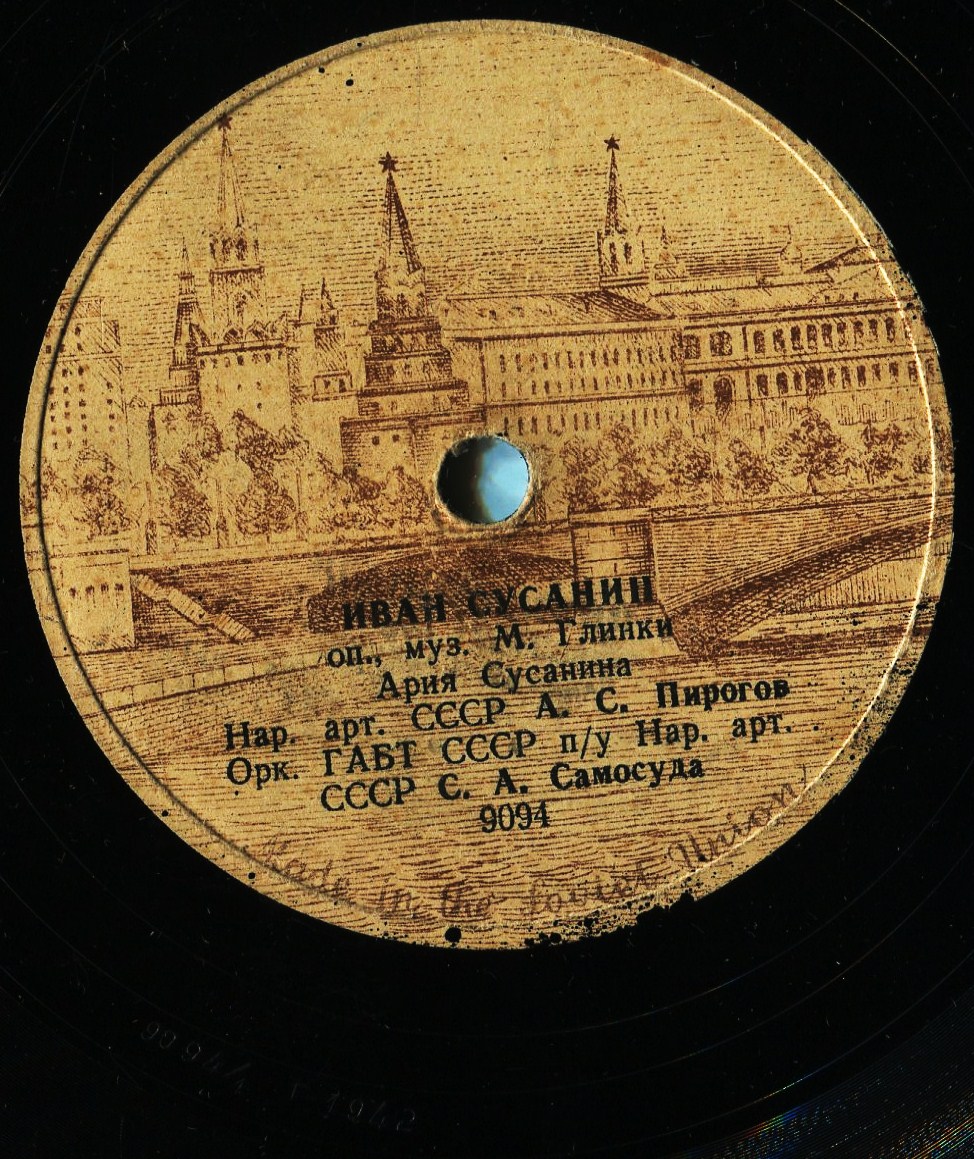 ИВАН СУСАНИН
оп., муз. М. Глинки
Ария Сусанина
Нар. арт. СССР А. С. Пирогов
Орк. ГАБТ СССР п/у Нар. арт.
СССР С. А. Самосуда
9094
Made in the Soviet Union